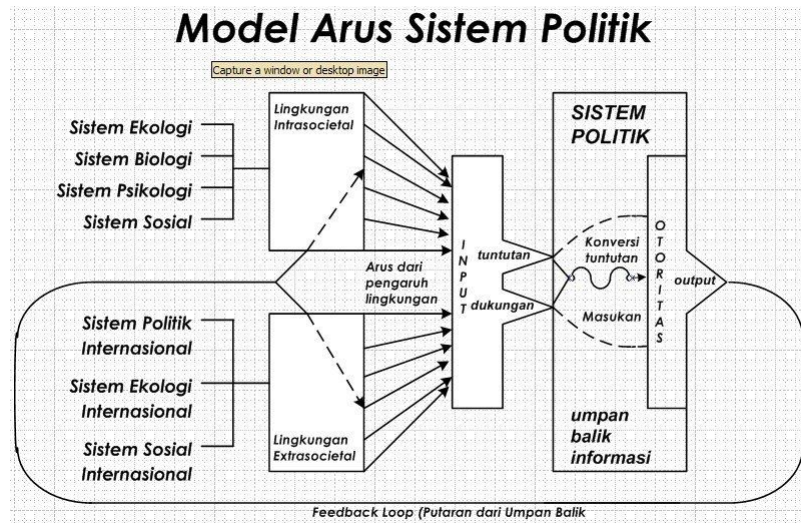 Model Arus Sistem Politik
Capture a window or desktop image
Sistem Ekologi
Sistem Biologi
Sistem Psikologi
Sistem Sosial
Lingkungan
Intrasocietal
Arus dari
pengaruh
lingkungan
Sistem Politik
Internasional
Sistem Ekologi
Internasional
Sistem Sosial
Internasional
Lingkungan
Extrasocietal
INPUT
tuntutan
dukungan
SISTEM
POLITIK
Konversi
tuntutan
Masukan
OTORITAS
output
umpan
balik
informasi
Feedback Loop (Putaran dari Umpan Balik